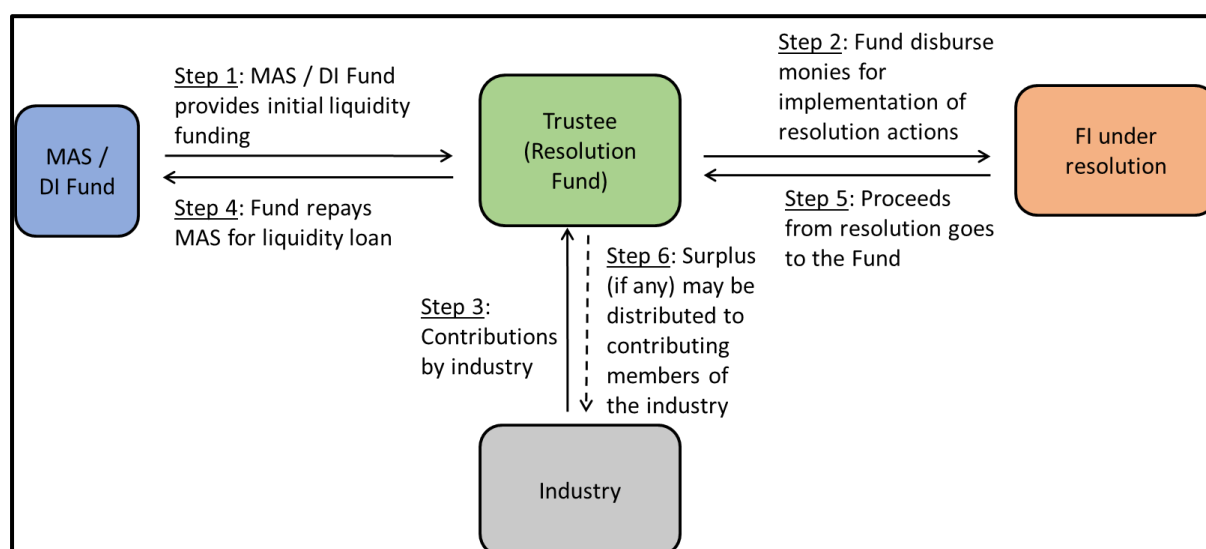 Step 1: MAS / DI Fund
provides initial liquidity
funding
Step 2: Fund disburse
monies for
implementation of
resolution actions
MAS /
DI Fund
Trustee
(Resolution
Fund)
FI under
resolution
Step 4: Fund repays
MAS for liquidity loan
Step 5: Proceeds
from resolution goes
to the Fund
Step 3:
Contributions
by industry
Step 6: Surplus
(if any) may be
distributed to
contributing
members of
the industry
Industry